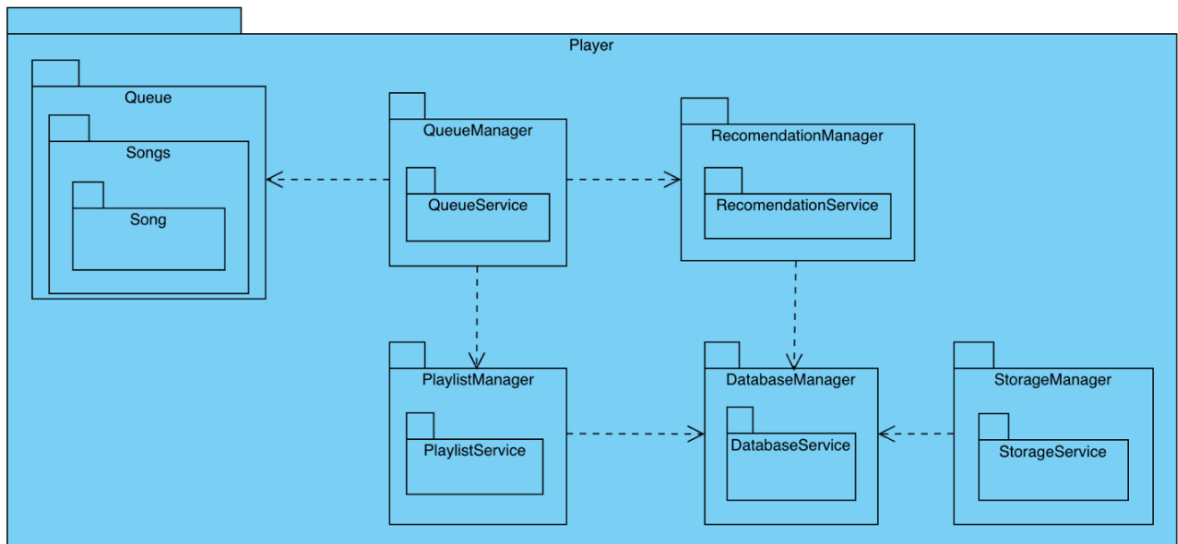 Player
Queue
Songs
Song
QueueManager
QueueService
RecomendationManager
RecomendationService
PlaylistManager
PlaylistService
DatabaseManager
DatabaseService
StorageManager
StorageService